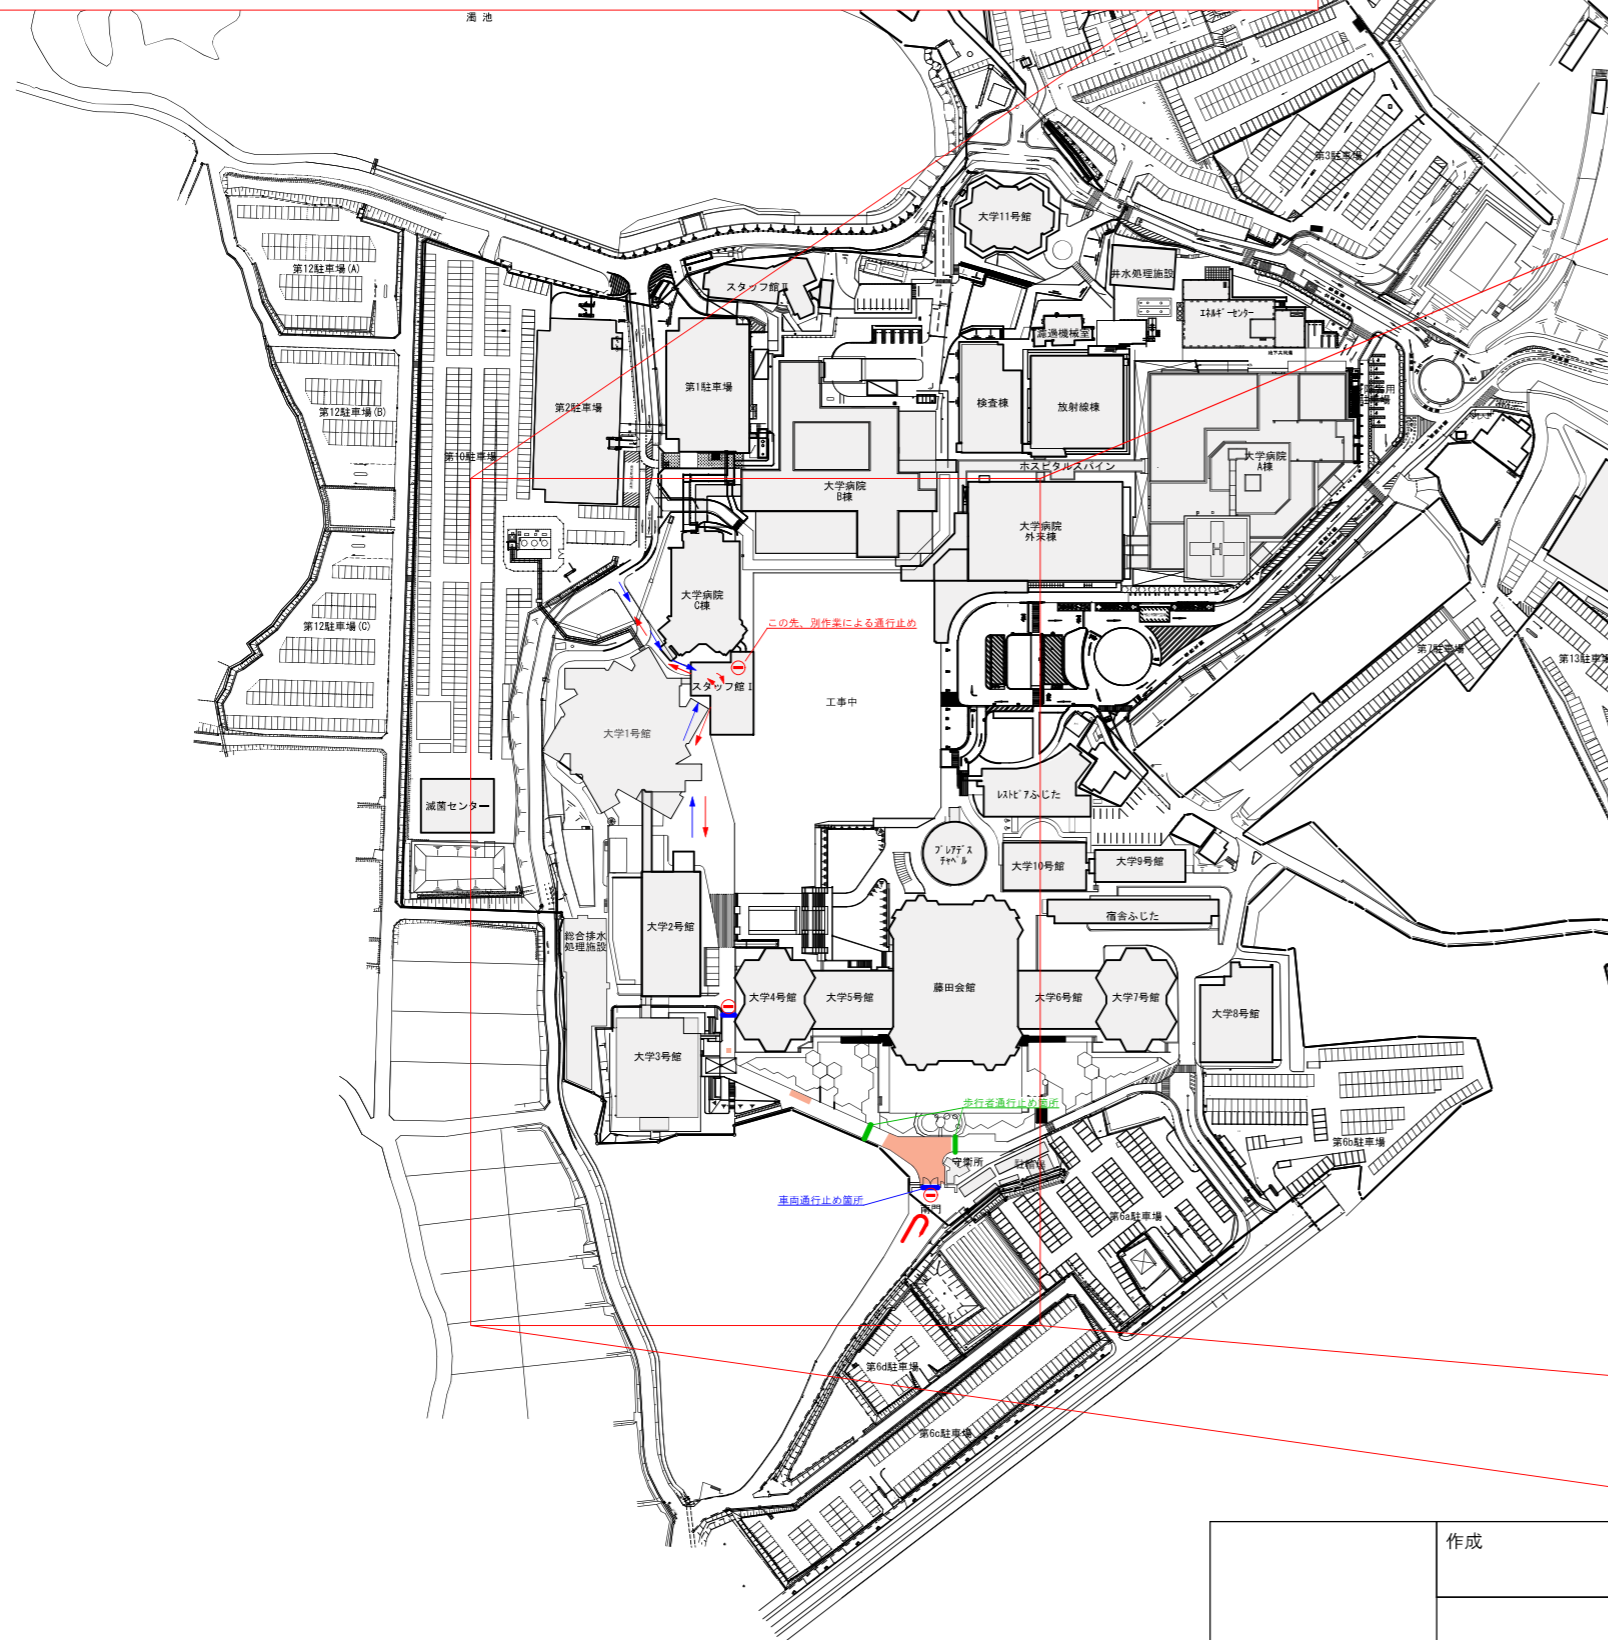 濁 池
第3駐車場
大学11号館
第12駐車場(A)
スタッフ館Ⅱ
井水処理施設
エネルギーセンター
濾過機械室
第1駐車場
第2駐車場
第12駐車場(B)
検査棟
放射線棟
第10駐車場
ホスピタルスパイン
大学病院
A棟
大学病院
B棟
大学病院
外来棟
大学病院
C棟
第12駐車場(C)
この先、別作業による通行止め
第7駐車場
第13駐車場
スタッフ館Ⅰ
工事中
大学1号館
滅菌センター
レストピアふじた
プレアデス
チャペル
大学10号館
大学9号館
宿舎ふじた
大学2号館
総合排水
処理施設
大学4号館
大学5号館
藤田会館
大学6号館
大学7号館
大学8号館
大学3号館
歩行者通行止め箇所
守衛所
駐輪場
第6b駐車場
車両通行止め箇所
南門
第6a駐車場
第6d駐車場
第6c駐車場
作成